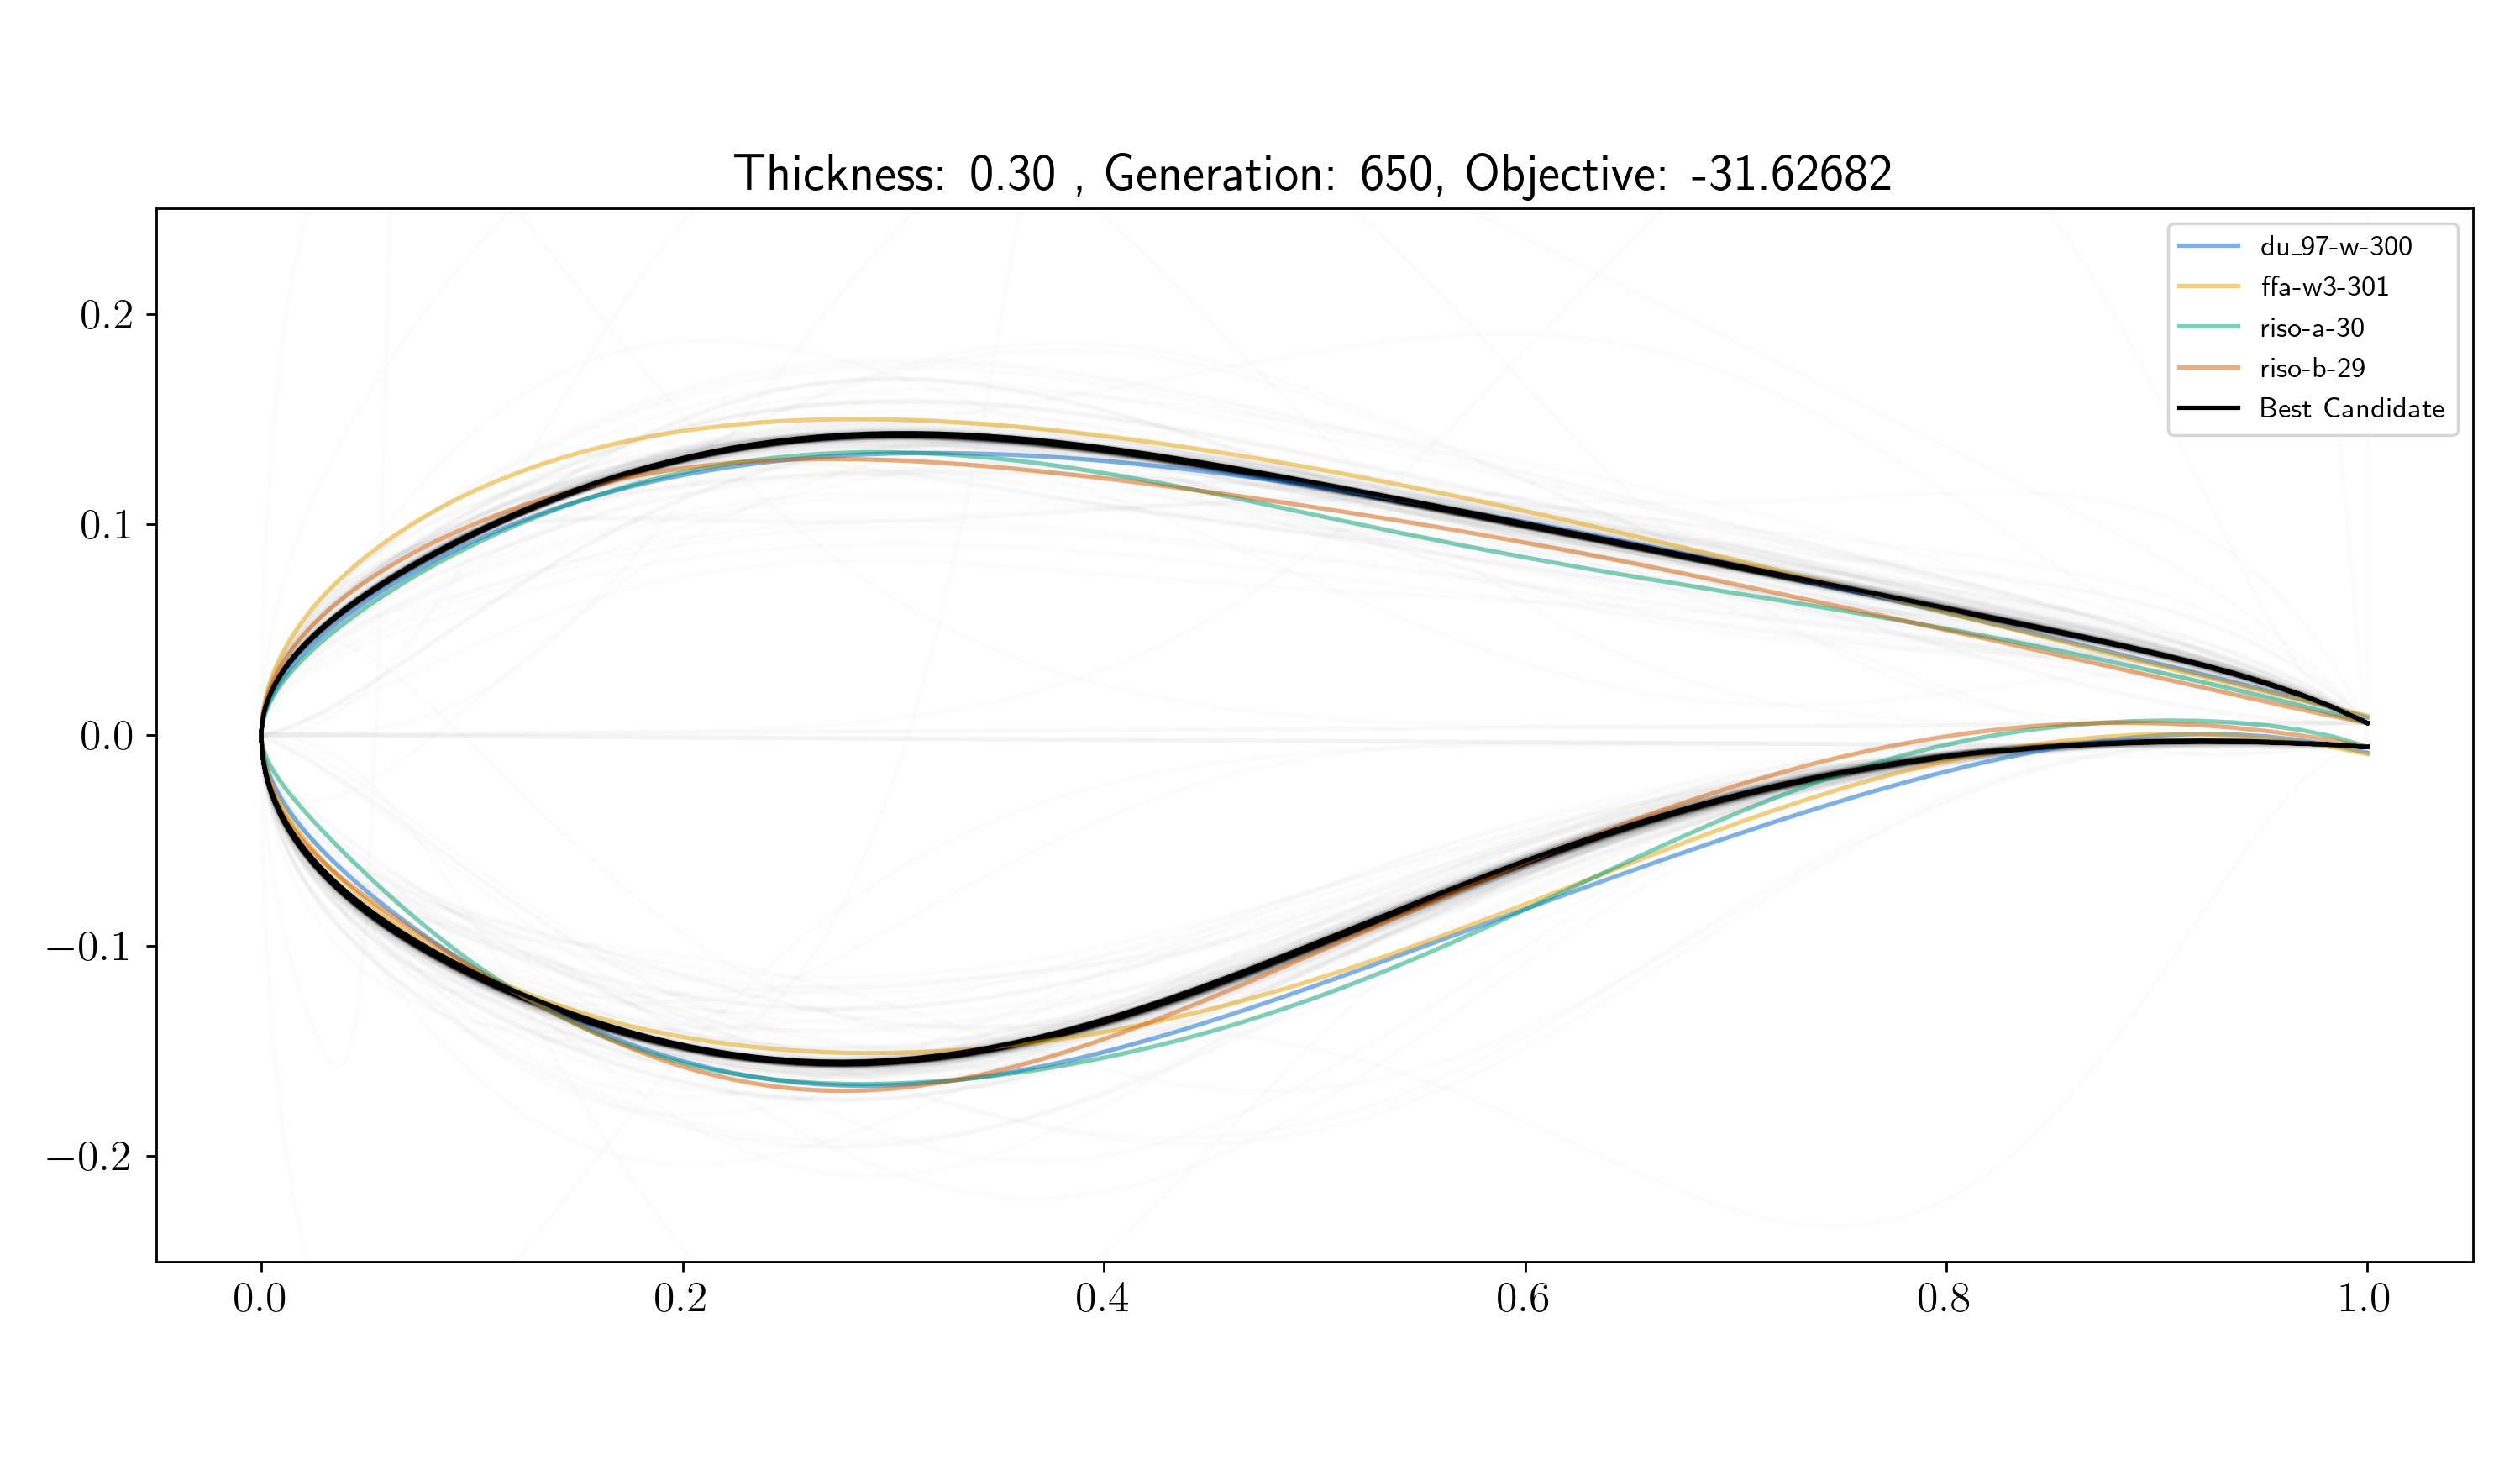 Thickness: 0.30 , Generation: 650, Objective: -31.62682
du_97-w-300
ffa-w3-301
riso-a-30
riso-b-29
Best Candidate
0.2
0.1
0.0
−0.1
−0.2
0.0 0.2 0.4 0.6 0.8 1.0